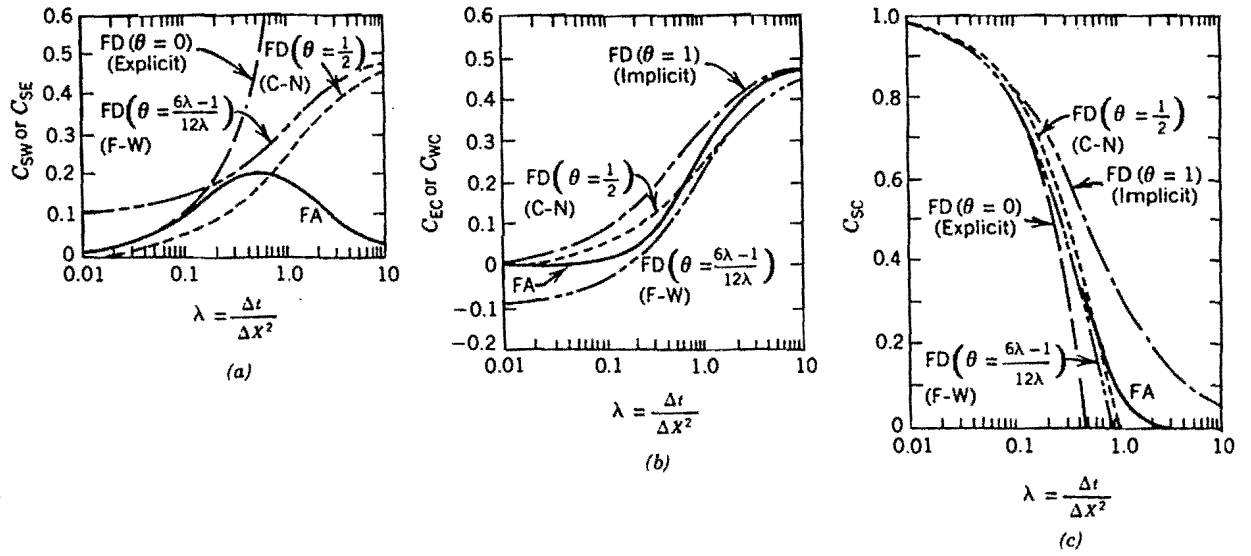 0.6
0.5
0.4
0.3
0.2
0.1
0
C_SW or C_SE
FD(θ = 0)
(Explicit)
FD(θ = 1/2)
(C-N)
FD(θ = (6λ-1)/(12λ))
(F-W)
FA
0.01 0.1 1.0 10
λ = Δt/ΔX²
(a)
0.6
0.5
0.4
0.3
0.2
0.1
0
-0.1
-0.2
C_EC or C_WC
FD(θ = 1)
(Implicit)
FD(θ = 1/2)
(C-N)
FA
FD(θ = (6λ-1)/(12λ))
(F-W)
0.01 0.1 1.0 10
λ = Δt/ΔX²
(b)
1.0
0.8
0.6
0.4
0.2
0
C_SC
FD(θ = 1/2)
(C-N)
FD(θ = 1)
(Implicit)
FD(θ = 0)
(Explicit)
FD(θ = (6λ-1)/(12λ))
(F-W)
FA
0.01 0.1 1.0 10
λ = Δt/ΔX²
(c)